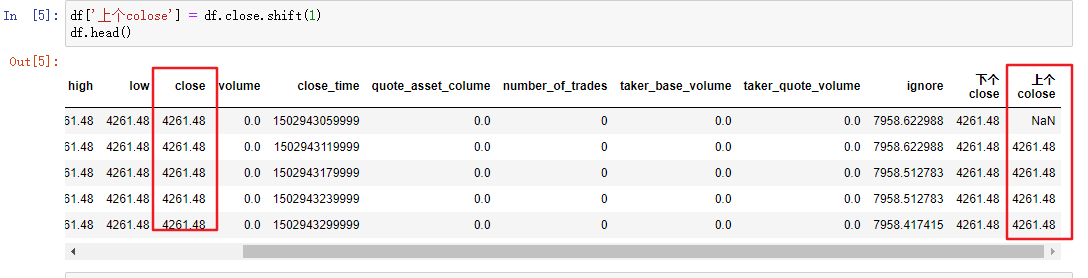 In [5]: df['上个colose'] = df.close.shift(1)
df.head()
Out[5]:
high low close volume close_time quote_asset_colume number_of_trades taker_base_volume taker_quote_volume ignore 下个 close 上个 colose
61.48 4261.48 4261.48 0.0 1502943059999 0.0 0 0.0 0.0 7958.622988 4261.48 NaN
61.48 4261.48 4261.48 0.0 1502943119999 0.0 0 0.0 0.0 7958.622988 4261.48 4261.48
61.48 4261.48 4261.48 0.0 1502943179999 0.0 0 0.0 0.0 7958.512783 4261.48 4261.48
61.48 4261.48 4261.48 0.0 1502943239999 0.0 0 0.0 0.0 7958.512783 4261.48 4261.48
61.48 4261.48 4261.48 0.0 1502943299999 0.0 0 0.0 0.0 7958.417415 4261.48 4261.48